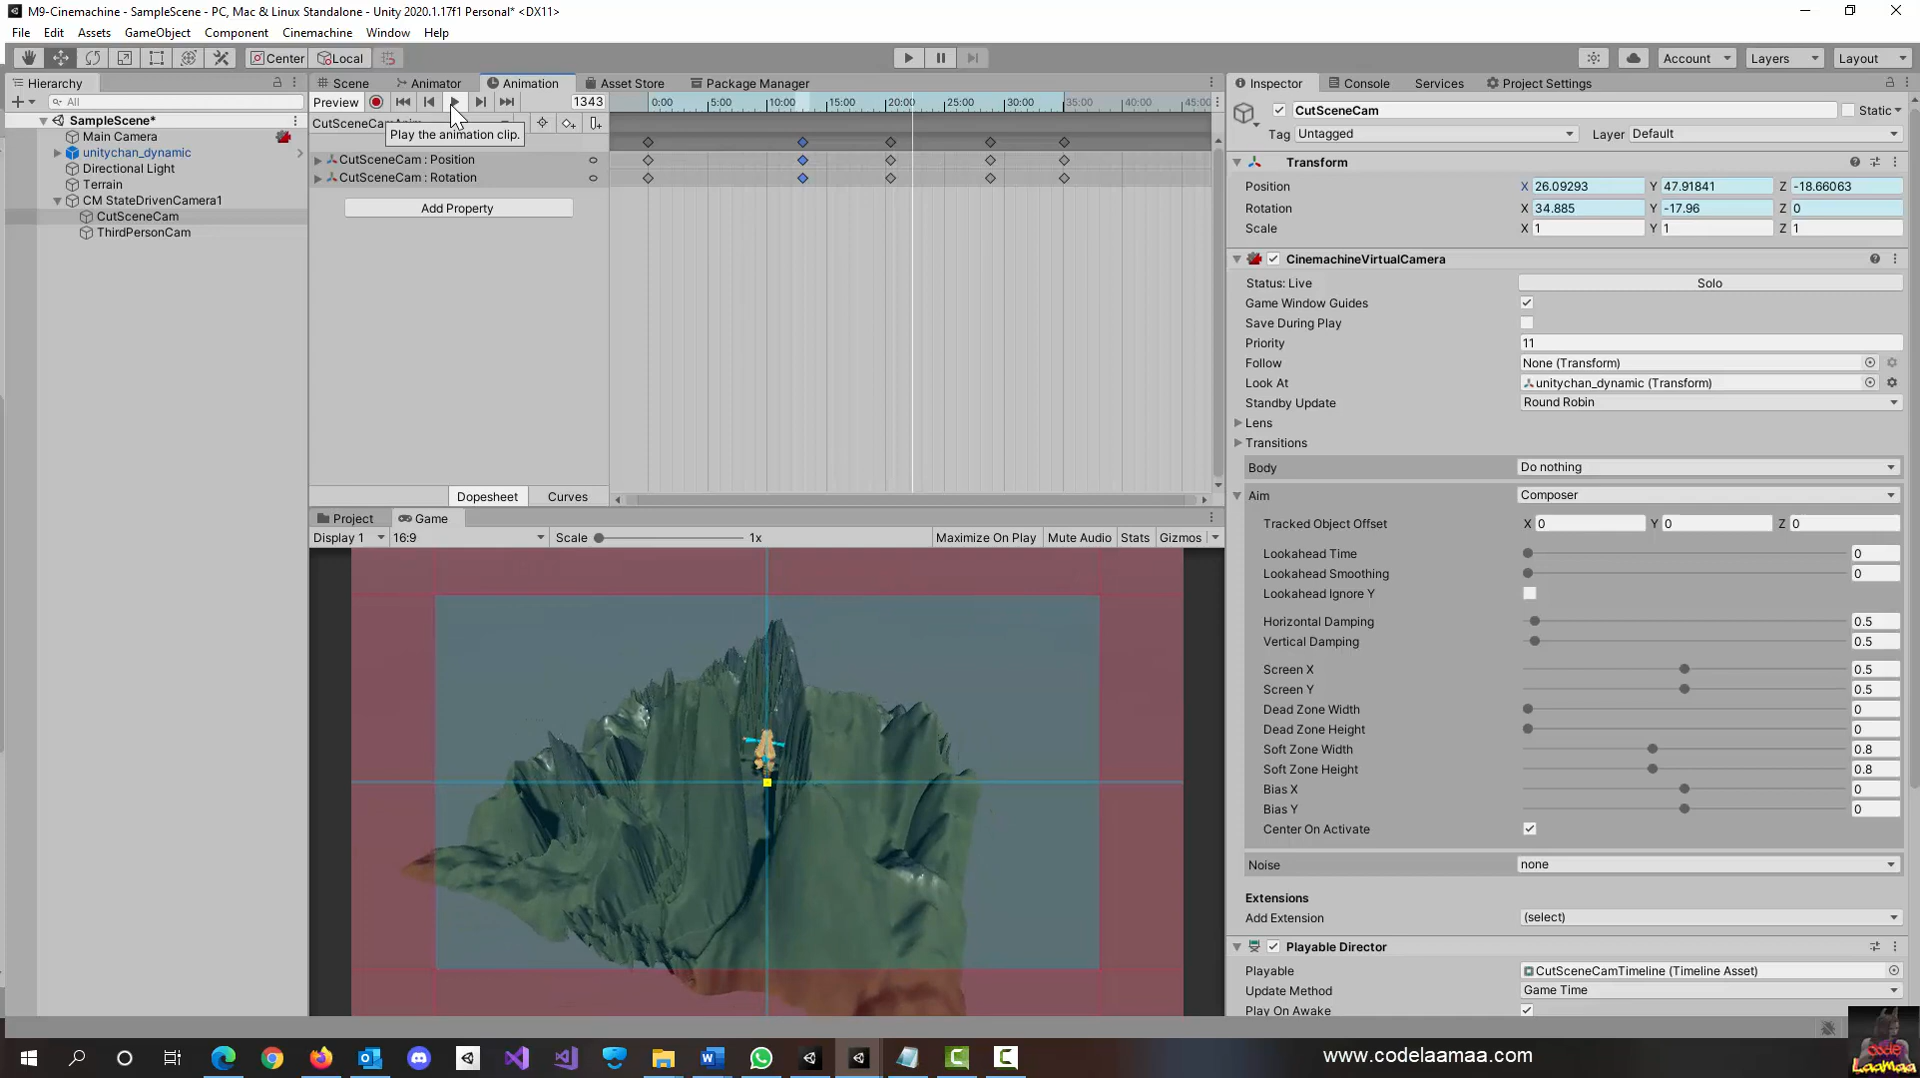 M9-Cinemachine - SampleScene - PC, Mac & Linux Standalone - Unity 2020.1.17f1 Personal* <DX11>
File Edit Assets GameObject Component Cinemachine Window Help
Center Local Account Layers Layout
Hierarchy Scene Animator Animation Asset Store Package Manager Inspector Console Services Project Settings
All
Preview 1343 0:00 5:00 10:00 15:00 20:00 25:00 30:00 35:00 40:00 45:00
CutSceneCam Static
SampleScene*
Play the animation clip.
Tag Untagged Layer Default
Main Camera
unitychan_dynamic
Directional Light
Terrain
CM StateDrivenCamera1
CutSceneCam
ThirdPersonCam
CutSceneCam : Position
CutSceneCam : Rotation
Add Property
Dopesheet Curves
Transform
Position X 26.09293 Y 47.91841 Z -18.66063
Rotation X 34.885 Y -17.96 Z 0
Scale X 1 Y 1 Z 1
CinemachineVirtualCamera
Status: Live Solo
Game Window Guides
Save During Play
Priority 11
Follow None (Transform)
Look At unitychan_dynamic (Transform)
Standby Update Round Robin
Lens
Transitions
Body Do nothing
Aim Composer
Tracked Object Offset X 0 Y 0 Z 0
Lookahead Time 0
Lookahead Smoothing 0
Lookahead Ignore Y
Horizontal Damping 0.5
Vertical Damping 0.5
Screen X 0.5
Screen Y 0.5
Dead Zone Width 0
Dead Zone Height 0
Soft Zone Width 0.8
Soft Zone Height 0.8
Bias X 0
Bias Y 0
Center On Activate
Noise none
Extensions
Add Extension (select)
Playable Director
Playable CutSceneCamTimeline (Timeline Asset)
Update Method Game Time
Play On Awake
Project Game
Display 1 16:9 Scale 1x Maximize On Play Mute Audio Stats Gizmos
www.codelaamaa.com
Code
Laamaa